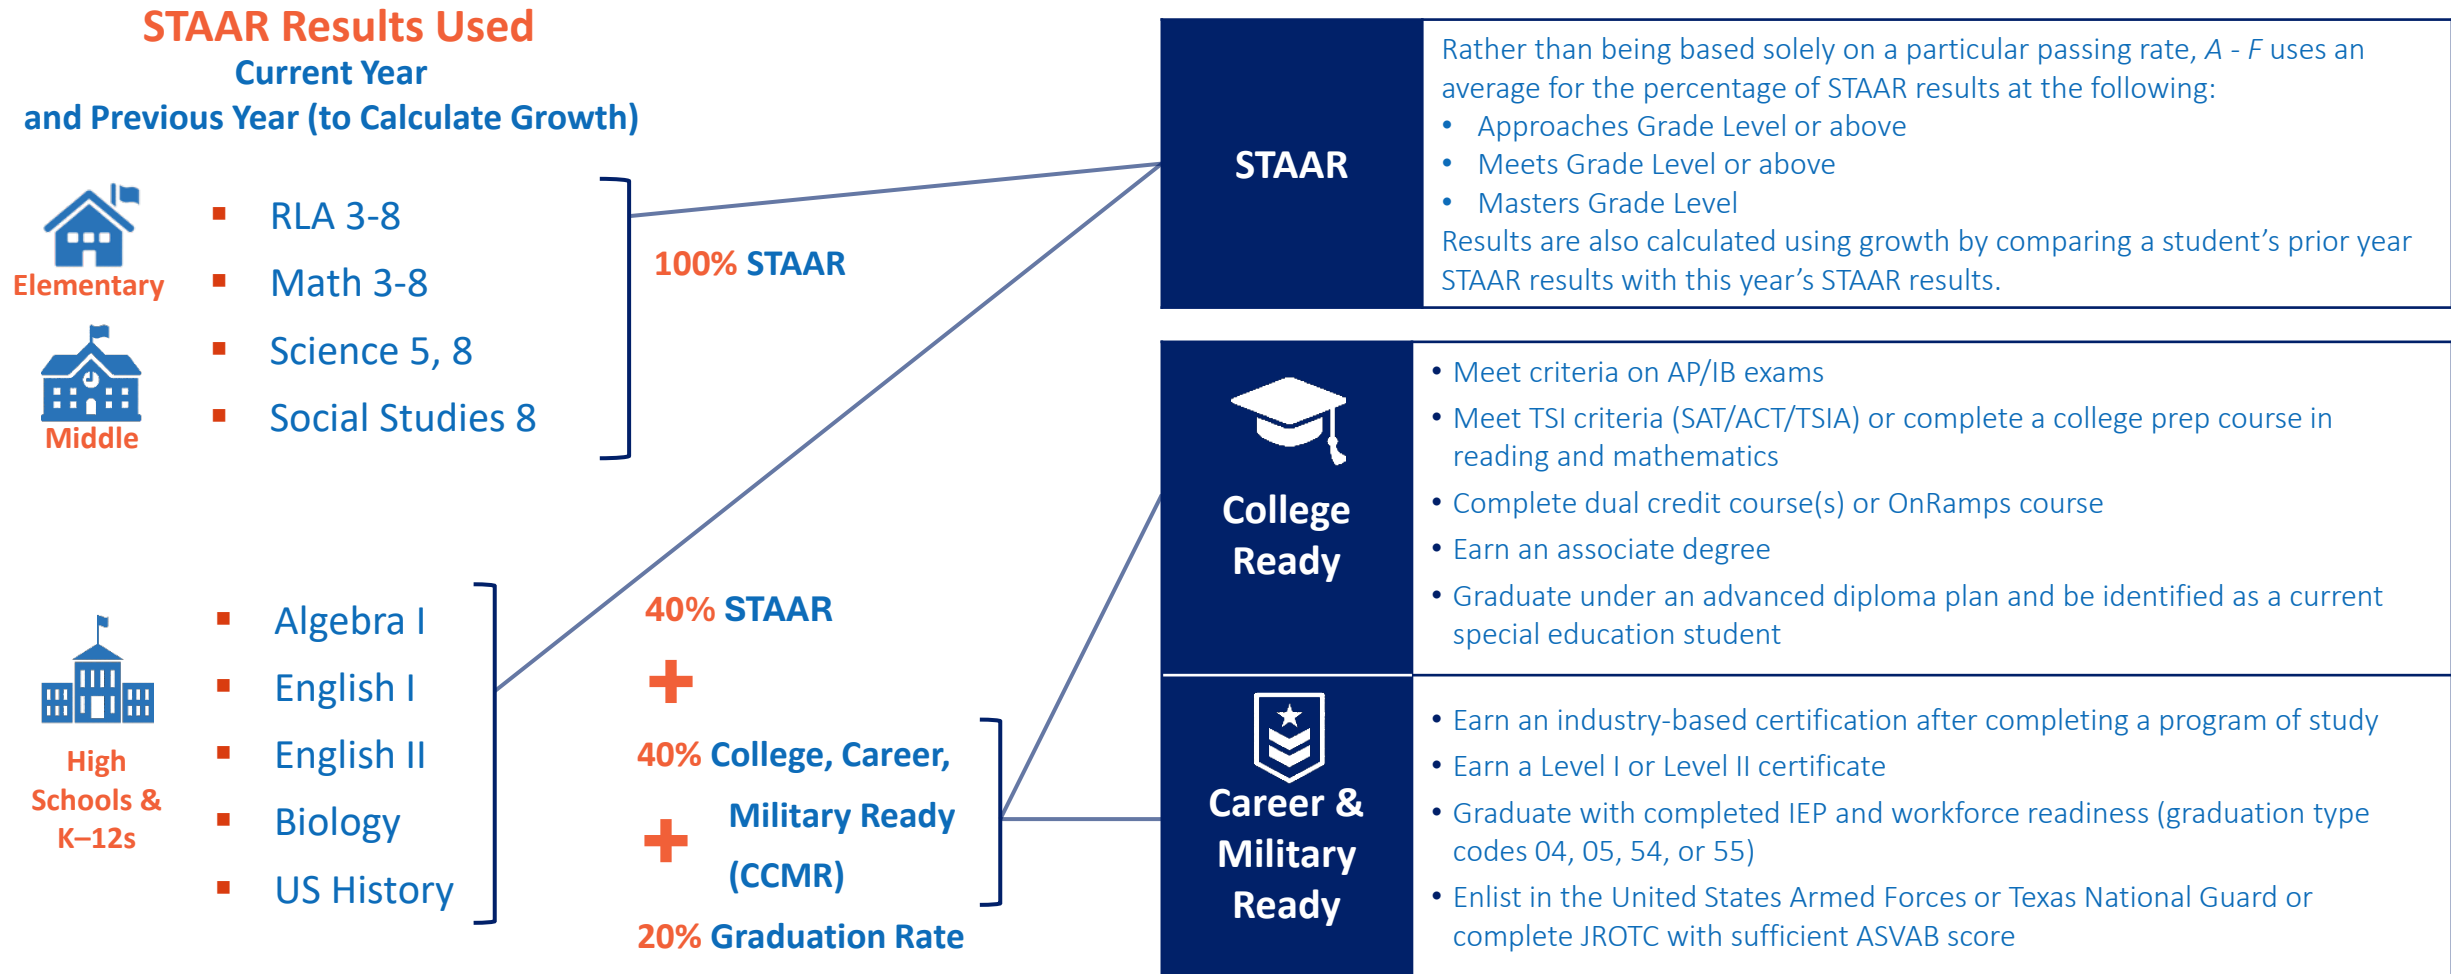 STAAR Results Used
Current Year
and Previous Year (to Calculate Growth)
Elementary
Middle
▪ RLA 3-8
▪ Math 3-8
▪ Science 5, 8
▪ Social Studies 8
100% STAAR
High
Schools &
K–12s
▪ Algebra I
▪ English I
▪ English II
▪ Biology
▪ US History
40% STAAR
+
40% College, Career,
+ Military Ready
(CCMR)
20% Graduation Rate
STAAR
Rather than being based solely on a particular passing rate, A - F uses an
average for the percentage of STAAR results at the following:
• Approaches Grade Level or above
• Meets Grade Level or above
• Masters Grade Level
Results are also calculated using growth by comparing a student’s prior year
STAAR results with this year’s STAAR results.
College
Ready
• Meet criteria on AP/IB exams
• Meet TSI criteria (SAT/ACT/TSIA) or complete a college prep course in
reading and mathematics
• Complete dual credit course(s) or OnRamps course
• Earn an associate degree
• Graduate under an advanced diploma plan and be identified as a current
special education student
Career &
Military
Ready
• Earn an industry-based certification after completing a program of study
• Earn a Level I or Level II certificate
• Graduate with completed IEP and workforce readiness (graduation type
codes 04, 05, 54, or 55)
• Enlist in the United States Armed Forces or Texas National Guard or
complete JROTC with sufficient ASVAB score